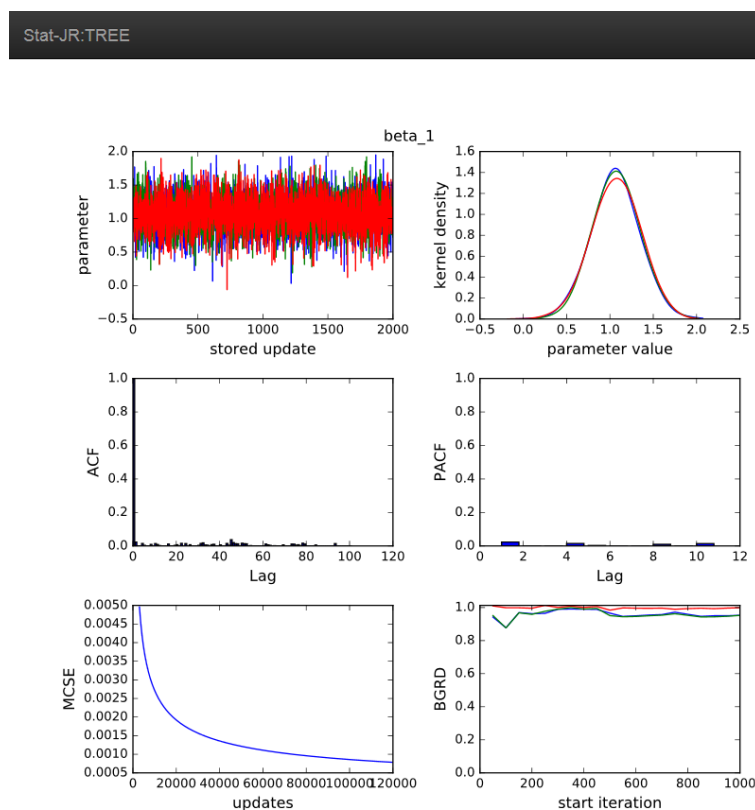 Stat-JR:TREE
beta_1
2.0
1.5
1.0
0.5
0.0
−0.5
parameter
0 500 1000 1500 2000
stored update
1.6
1.4
1.2
1.0
0.8
0.6
0.4
0.2
0.0
kernel density
−0.5 0.0 0.5 1.0 1.5 2.0 2.5
parameter value
1.0
0.8
0.6
0.4
0.2
0.0
ACF
0 20 40 60 80 100 120
Lag
1.0
0.8
0.6
0.4
0.2
0.0
PACF
0 2 4 6 8 10 12
Lag
0.0050
0.0045
0.0040
0.0035
0.0030
0.0025
0.0020
0.0015
0.0010
0.0005
MCSE
0 20000 40000 60000 80000 100000 120000
updates
1.0
0.8
0.6
0.4
0.2
0.0
BGRD
0 200 400 600 800 1000
start iteration